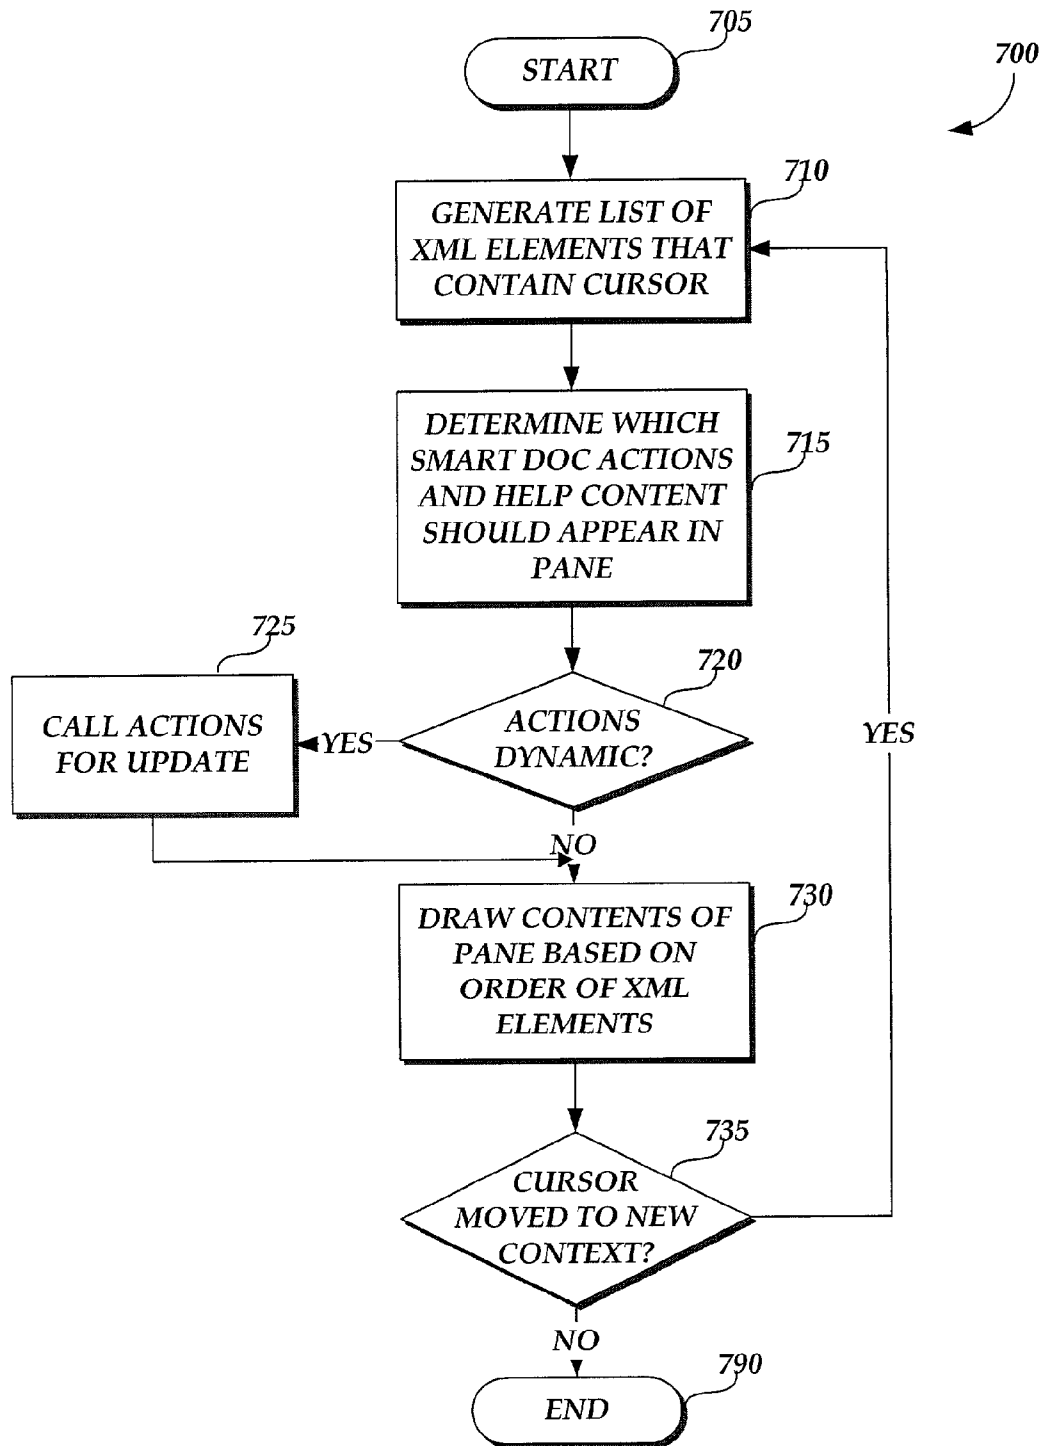 705
START
700
710
GENERATE LIST OF
XML ELEMENTS THAT
CONTAIN CURSOR
DETERMINE WHICH
SMART DOC ACTIONS
AND HELP CONTENT
SHOULD APPEAR IN
PANE
715
725
720
CALL ACTIONS
FOR UPDATE
YES
ACTIONS
DYNAMIC?
YES
NO
730
DRAW CONTENTS OF
PANE BASED ON
ORDER OF XML
ELEMENTS
735
CURSOR
MOVED TO NEW
CONTEXT?
NO
790
END